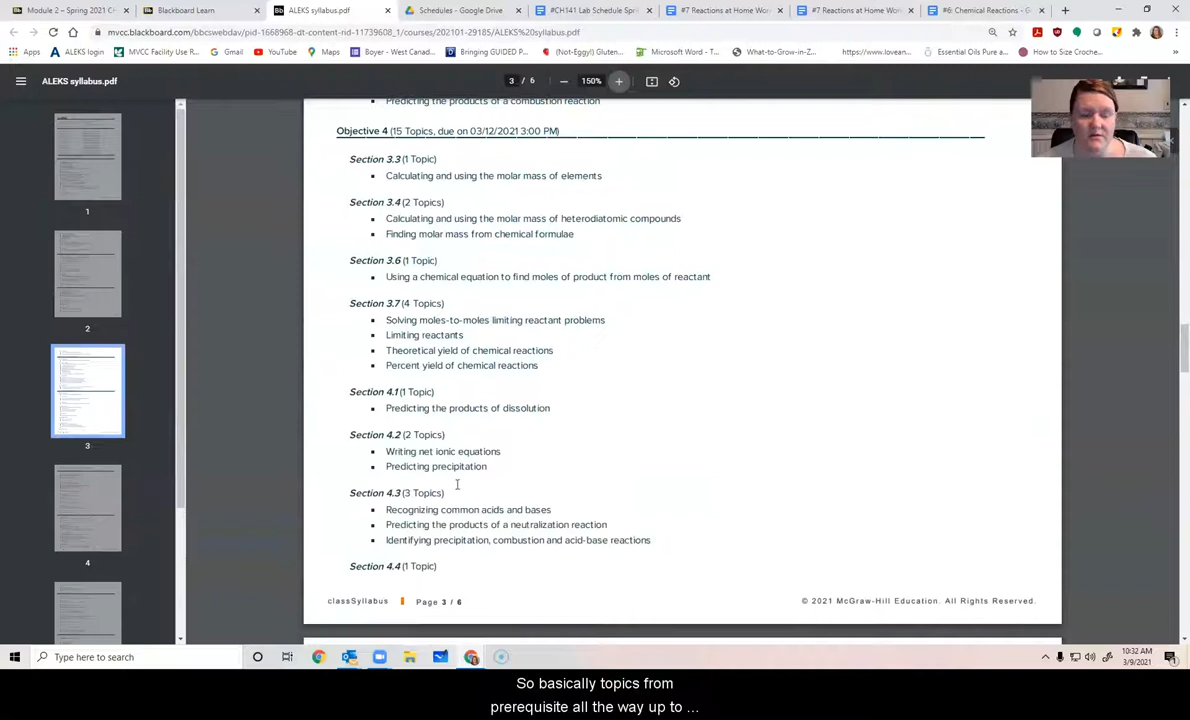 Module 2 – Spring 2021 CH
Blackboard Learn
ALEKS syllabus.pdf
Schedules - Google Drive
#CH141 Lab Schedule Spri
#7 Reactions at Home Wor
#7 Reactions at Home Wor
#6: Chemical Reactions - G
mvcc.blackboard.com/bbcswebdav/pid-1668968-dt-content-rid-11739608_1/courses/202101-29185/ALEKS%20syllabus.pdf
Apps
ALEKS login
MVCC Facility Use R...
Gmail
YouTube
Maps
Boyer - West Canad...
Bringing GUIDED P...
(Not-Eggy!) Gluten...
Microsoft Word - T...
What-to-Grow-in-Z...
https://www.lovean...
Essential Oils Pure a...
How to Size Croche...
ALEKS syllabus.pdf
3 / 6
150%
1
2
3
4
Predicting the products of a combustion reaction
Objective 4 (15 Topics, due on 03/12/2021 3:00 PM)
Section 3.3 (1 Topic)
▪ Calculating and using the molar mass of elements
Section 3.4 (2 Topics)
▪ Calculating and using the molar mass of heterodiatomic compounds
▪ Finding molar mass from chemical formulae
Section 3.6 (1 Topic)
▪ Using a chemical equation to find moles of product from moles of reactant
Section 3.7 (4 Topics)
▪ Solving moles-to-moles limiting reactant problems
▪ Limiting reactants
▪ Theoretical yield of chemical reactions
▪ Percent yield of chemical reactions
Section 4.1 (1 Topic)
▪ Predicting the products of dissolution
Section 4.2 (2 Topics)
▪ Writing net ionic equations
▪ Predicting precipitation
Section 4.3 (3 Topics)
▪ Recognizing common acids and bases
▪ Predicting the products of a neutralization reaction
▪ Identifying precipitation, combustion and acid-base reactions
Section 4.4 (1 Topic)
classSyllabus Page 3 / 6 © 2021 McGraw-Hill Education. All Rights Reserved.
Type here to search
10:32 AM
3/9/2021
So basically topics from
prerequisite all the way up to ...